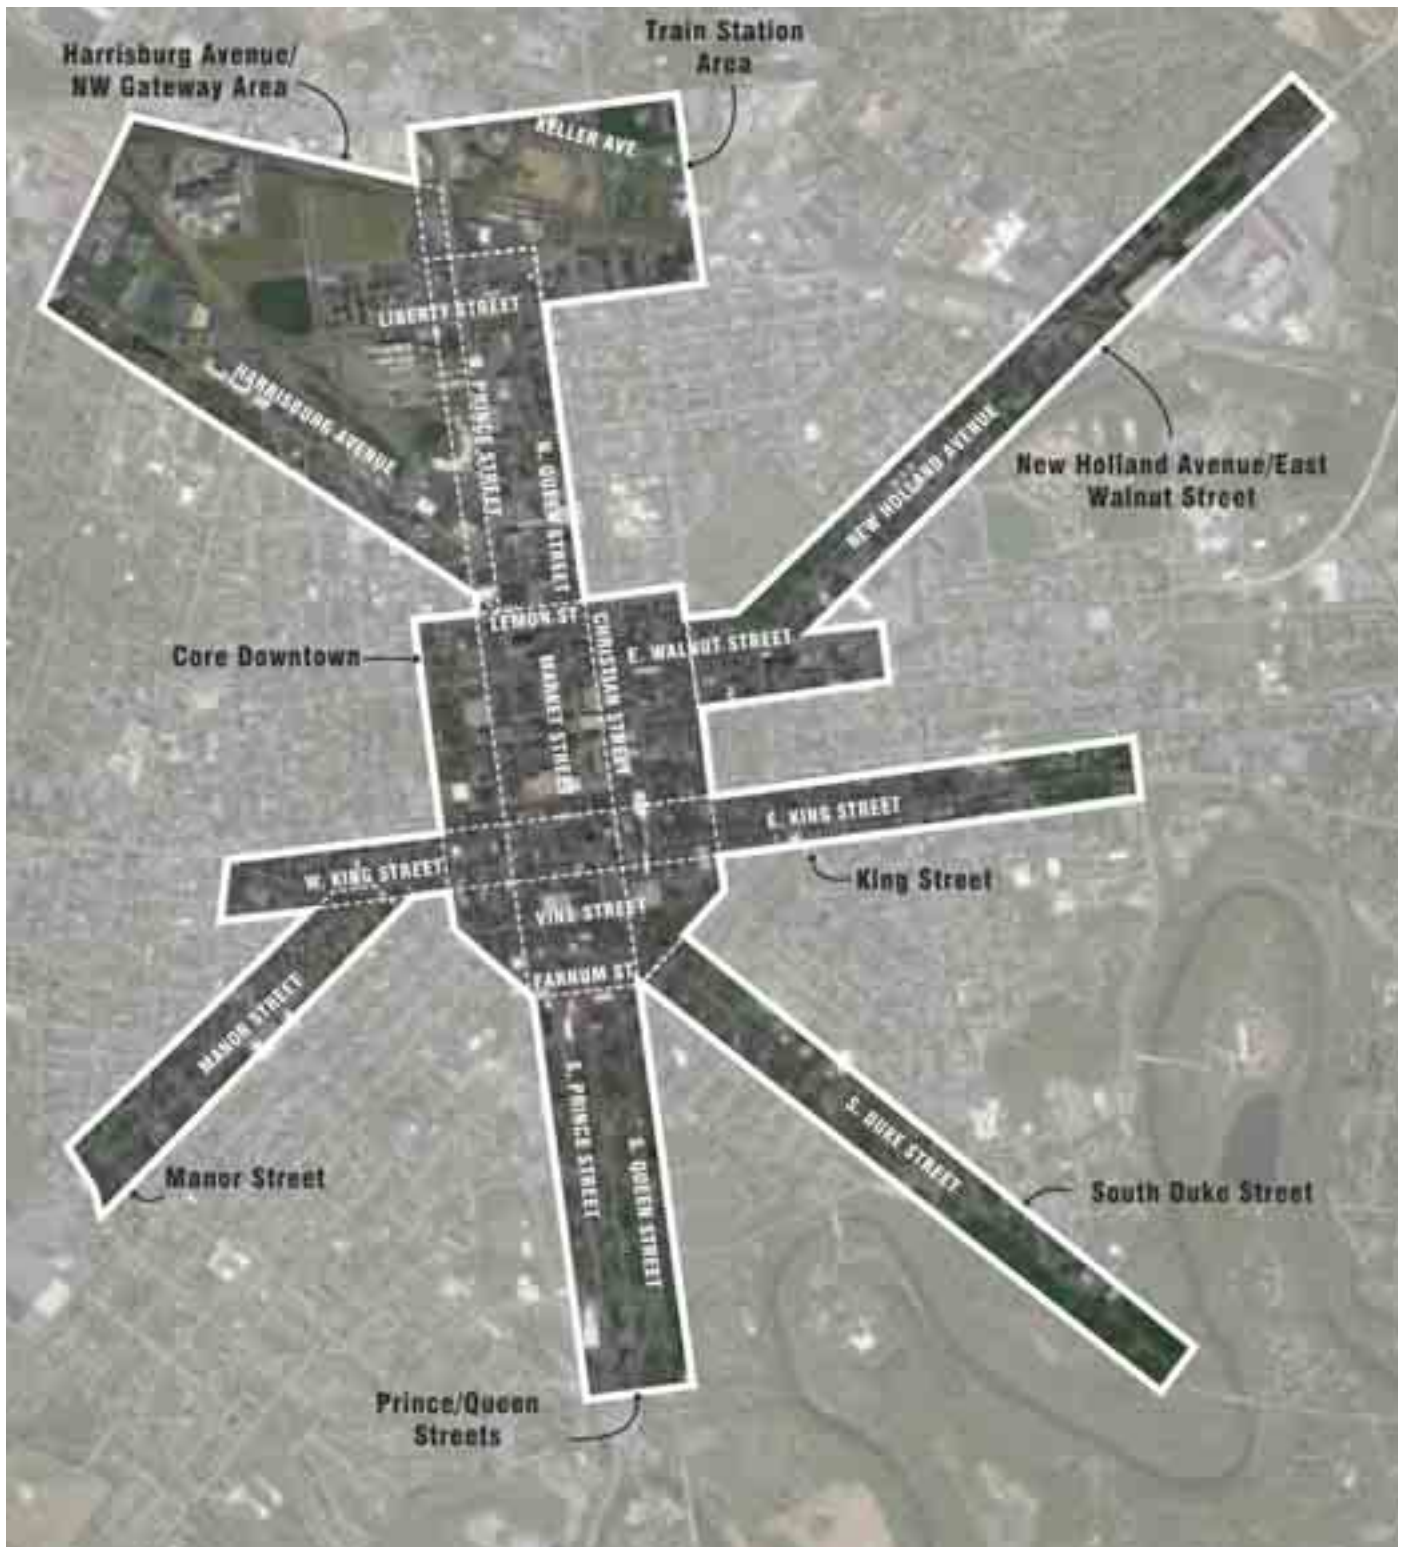 Train Station
Area
Harrisburg Avenue/
NW Gateway Area
KELLER AVE
LIBERTY STREET
HARRISBURG AVENUE
N. PRINCE STREET
N. QUEEN STREET
NEW HOLLAND AVENUE
New Holland Avenue/East
Walnut Street
LEMON ST
CHRISTIAN STREET
MARKET STREET
E. WALNUT STREET
Core Downtown
E. KING STREET
W. KING STREET
King Street
VINE STREET
FARNUM ST
MANOR STREET
S. PRINCE STREET
S. QUEEN STREET
S. DUKE STREET
Manor Street
South Duke Street
Prince/Queen
Streets